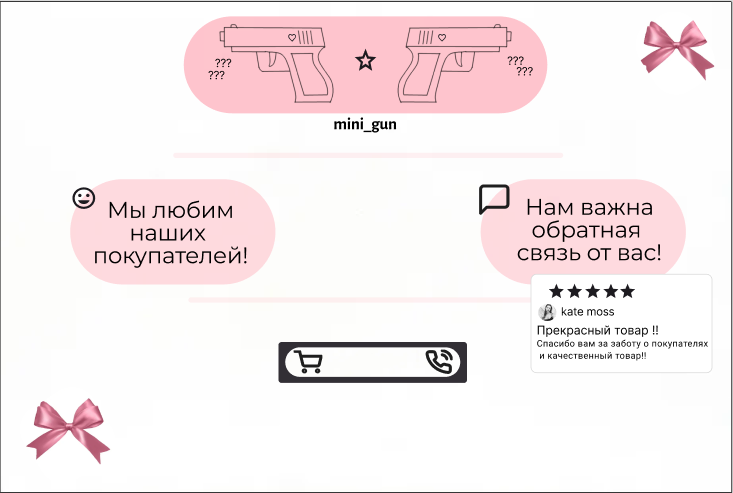 ???
???
???
???
mini_gun
Мы любим
наших
покупателей!
Нам важна
обратная
связь от вас!
kate moss
Прекрасный товар !!
Спасибо вам за заботу о покупателях
и качественный товар!!